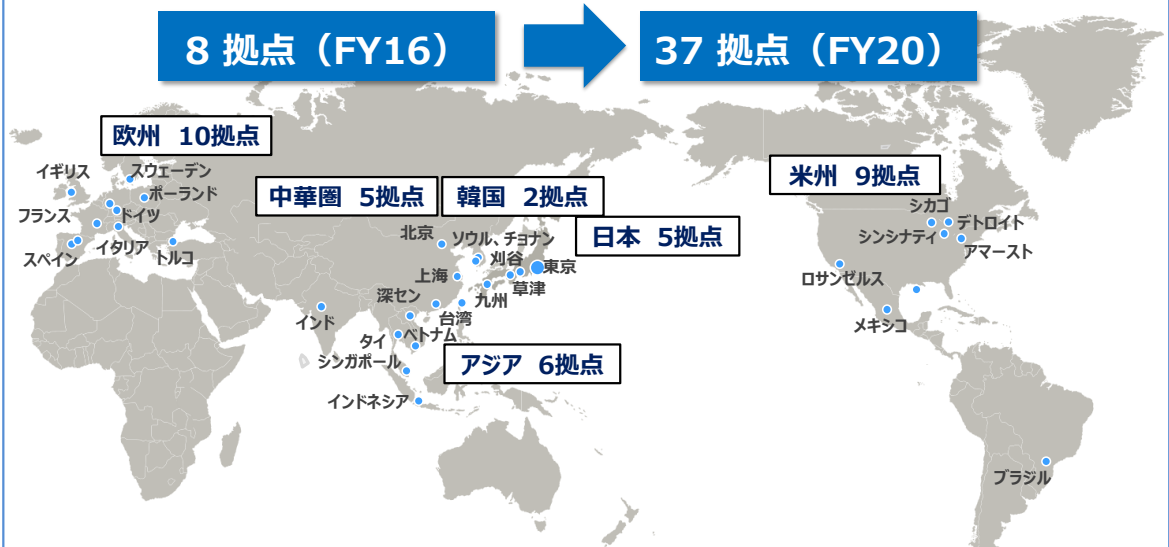 8 拠点（FY16）
37 拠点（FY20）
欧州 10拠点
イギリス
スウェーデン
ポーランド
フランス
ドイツ
スペイン
イタリア
トルコ
中華圏 5拠点
韓国 2拠点
日本 5拠点
北京
ソウル、チョナン
刈谷
東京
上海
草津
深セン
九州
台湾
インド
タイ
ベトナム
シンガポール
アジア 6拠点
インドネシア
米州 9拠点
シカゴ
デトロイト
シンシナティ
アマースト
ロサンゼルス
メキシコ
ブラジル